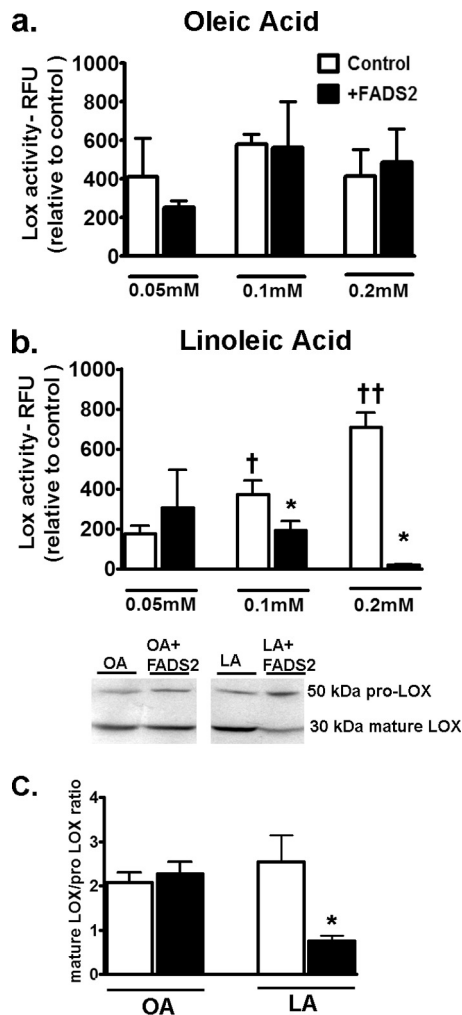 a.
Oleic Acid
Control
+FADS2
Lox activity- RFU
(relative to control )
1000
800
600
400
200
0
0.05mM
0.1mM
0.2mM
b.
Linoleic Acid
Lox activity- RFU
(relative to control )
1000
800
600
400
200
0
†
*
††
*
0.05mM
0.1mM
0.2mM
OA
OA+
FADS2
LA
LA+
FADS2
50 kDa pro-LOX
30 kDa mature LOX
C.
mature LOX/pro LOX ratio
4
3
2
1
0
*
OA
LA